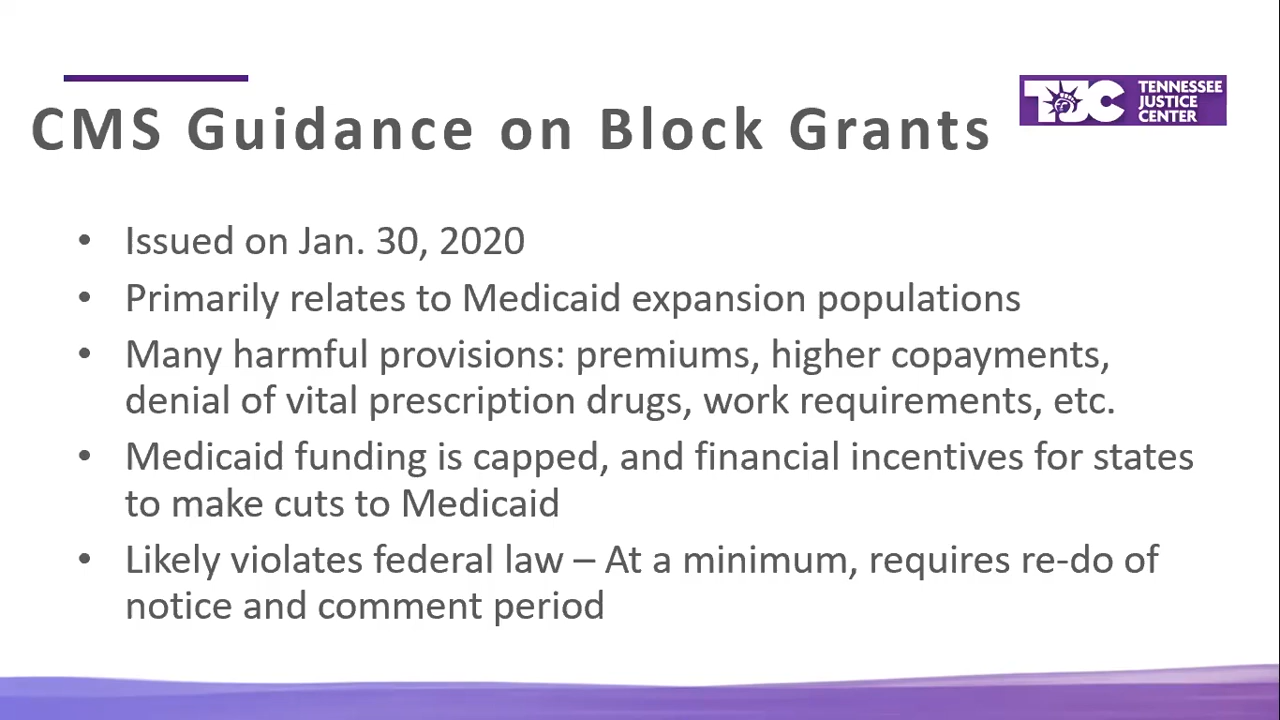 CMS Guidance on Block Grants
TJC TENNESSEE
JUSTICE
CENTER
• Issued on Jan. 30, 2020
• Primarily relates to Medicaid expansion populations
• Many harmful provisions: premiums, higher copayments,
denial of vital prescription drugs, work requirements, etc.
• Medicaid funding is capped, and financial incentives for states
to make cuts to Medicaid
• Likely violates federal law – At a minimum, requires re-do of
notice and comment period